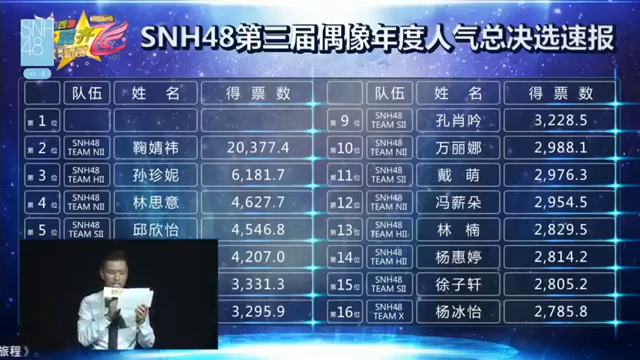 SNH48第三届偶像年度人气总决选速报
SNH
48
队伍 姓名 得票数
第1位
第2位 SNH48 TEAM NII 鞠婧祎 20,377.4
第3位 SNH48 TEAM HII 孙珍妮 6,181.7
第4位 SNH48 TEAM NII 林思意 4,627.7
第5位 SNH48 TEAM SII 邱欣怡 4,546.8
4,207.0
3,331.3
3,295.9
队伍 姓名 得票数
第9位 SNH48 TEAM SII 孔肖吟 3,228.5
第10位 SNH48 TEAM NII 万丽娜 2,988.1
第11位 SNH48 TEAM SII 戴萌 2,976.3
第12位 SNH48 TEAM NII 冯薪朵 2,954.5
第13位 SNH48 TEAM HII 林楠 2,829.5
第14位 SNH48 TEAM HII 杨惠婷 2,814.2
第15位 SNH48 TEAM SII 徐子轩 2,805.2
第16位 SNH48 TEAM X 杨冰怡 2,785.8
旅程》